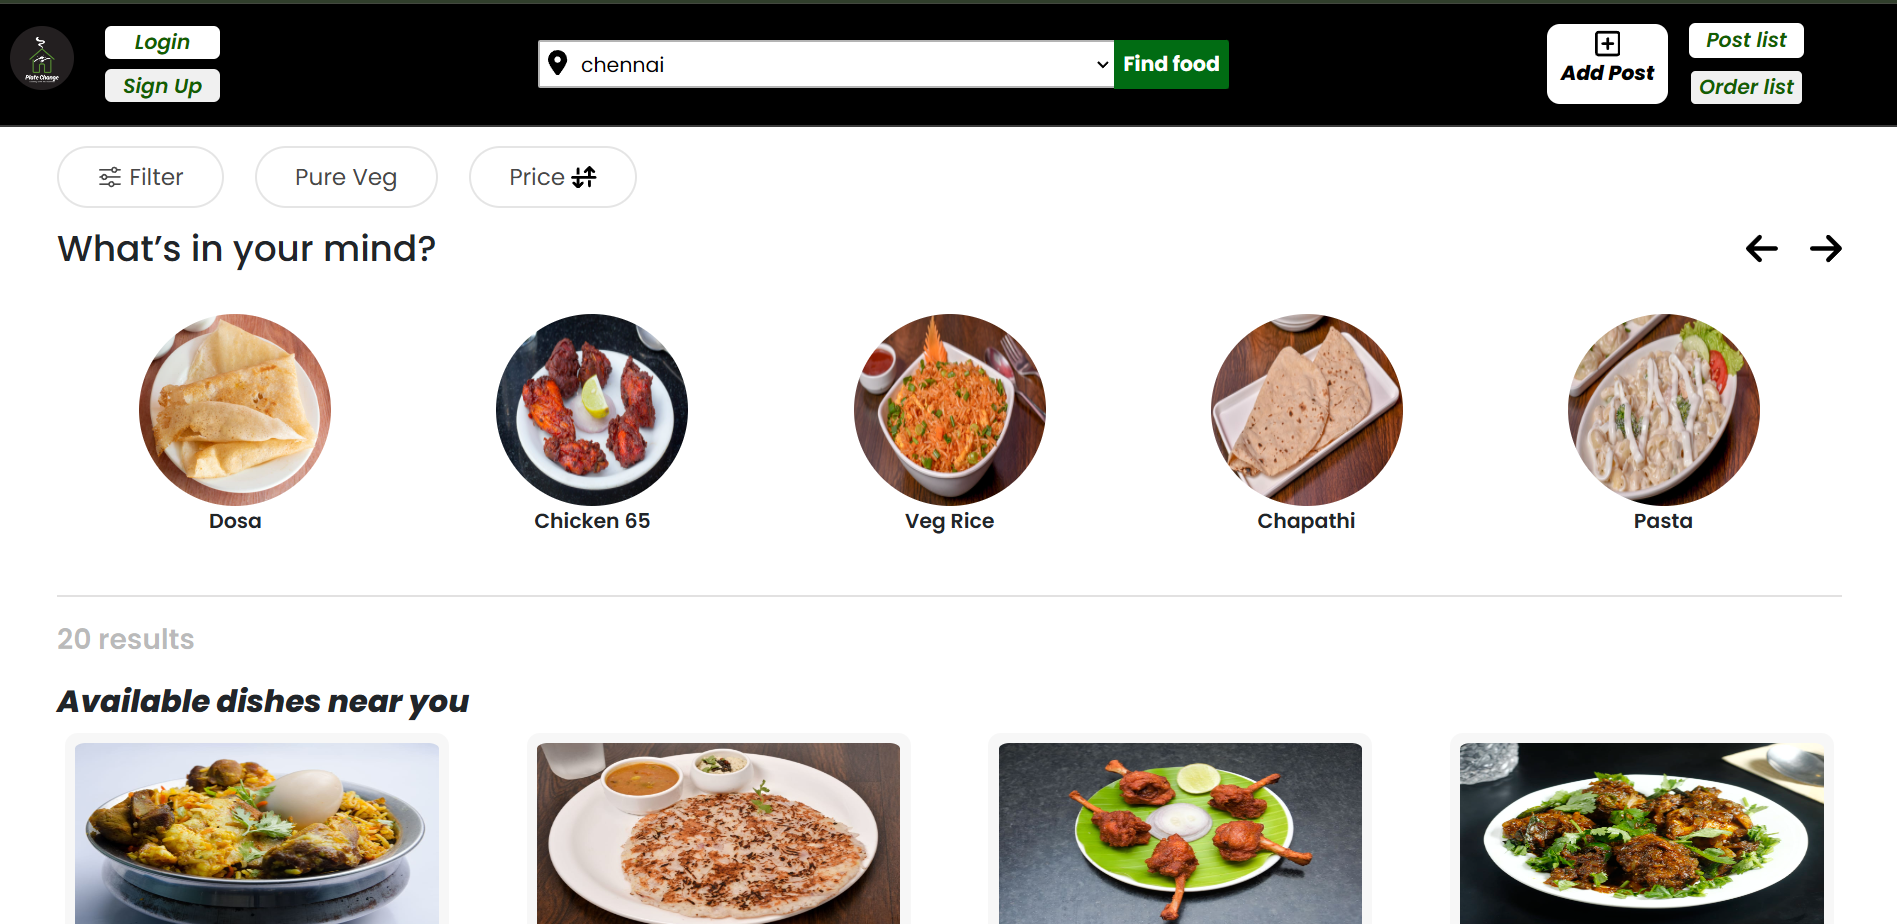 Plate Change
Login
Sign Up
chennai
Find food
Add Post
Post list
Order list
Filter
Pure Veg
Price
What’s in your mind?
Dosa
Chicken 65
Veg Rice
Chapathi
Pasta
20 results
Available dishes near you